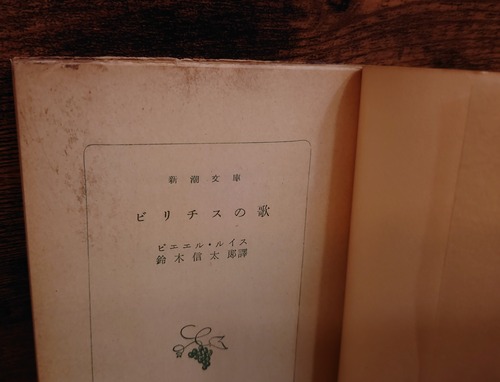 新潮文庫
ビリチスの歌
ピエエル・ルイス
鈴木信太郎譯